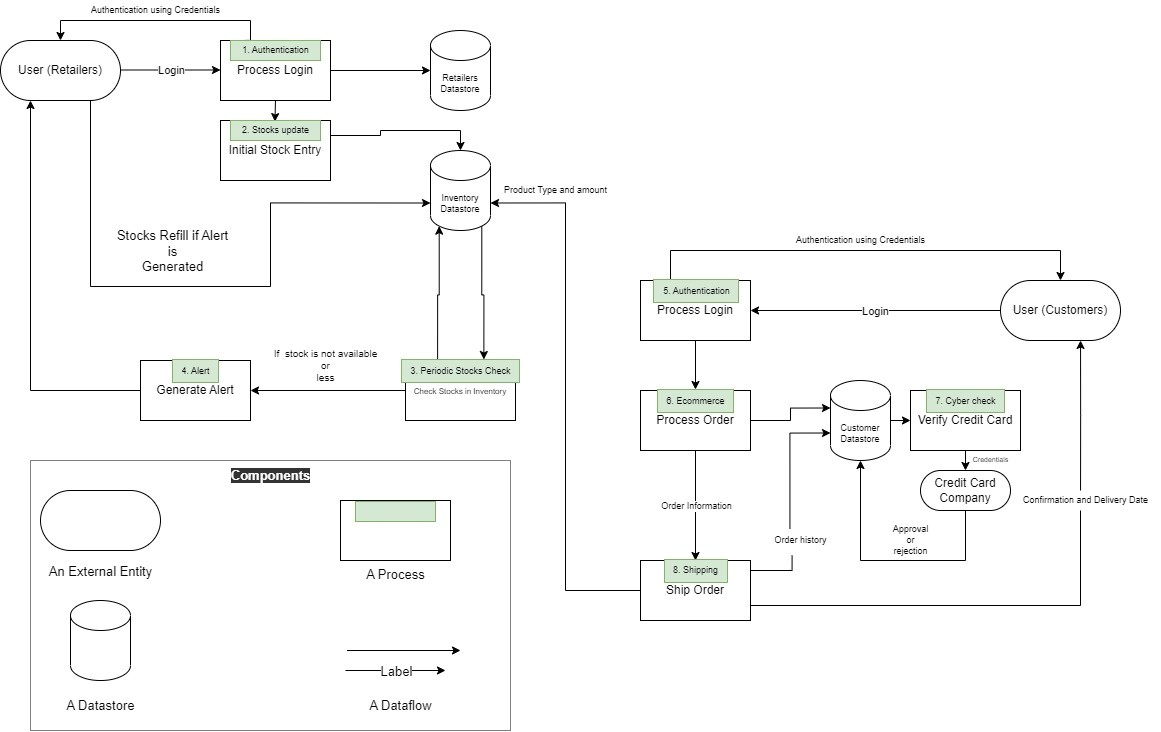 Authentication using Credentials
User (Retailers)
Login
1. Authentication
Process Login
Retailers
Datastore
2. Stocks update
Initial Stock Entry
Inventory
Datastore
Product Type and amount
Stocks Refill if Alert
is
Generated
Authentication using Credentials
5. Authentication
Process Login
Login
User (Customers)
If stock is not available
or
less
4. Alert
Generate Alert
3. Periodic Stocks Check
Check Stocks in Inventory
6. Ecommerce
Process Order
Customer
Datastore
7. Cyber check
Verify Credit Card
Credentials
Credit Card
Company
Confirmation and Delivery Date
Order Information
Order history
Approval
or
rejection
8. Shipping
Ship Order
Components
An External Entity
A Process
Label
A Datastore
A Dataflow